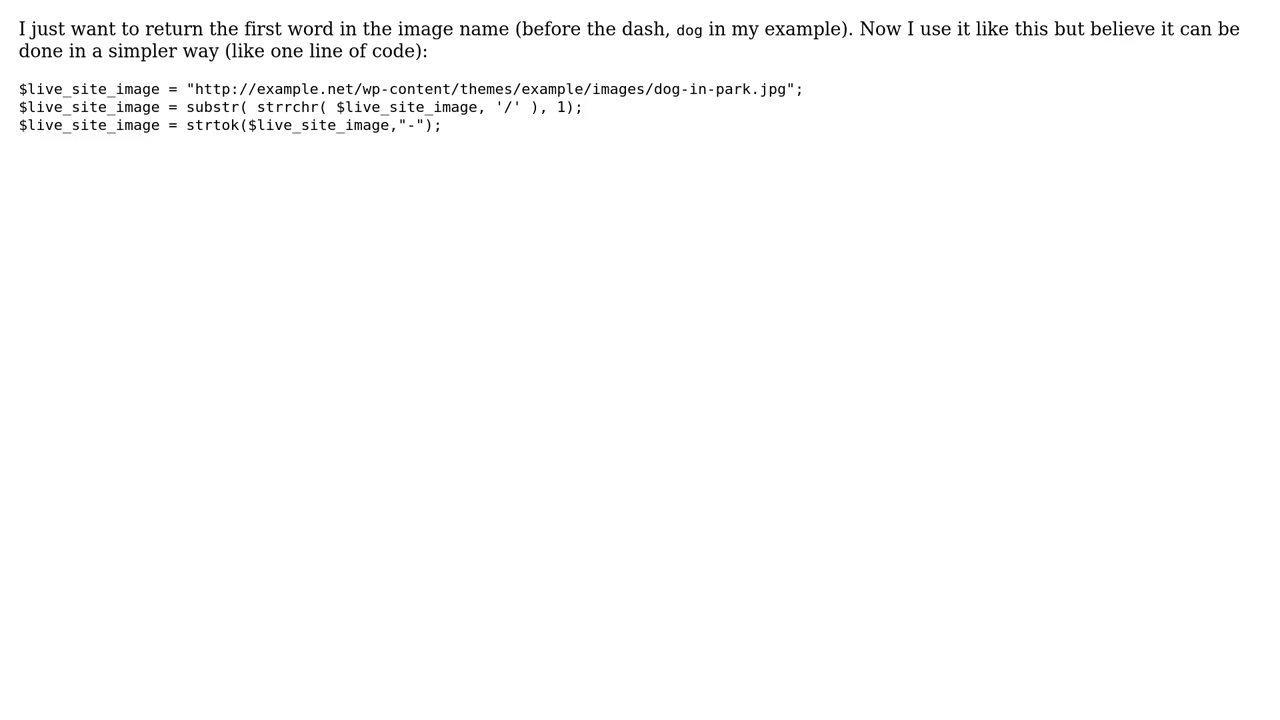 I just want to return the first word in the image name (before the dash, dog in my example). Now I use it like this but believe it can be
done in a simpler way (like one line of code):
$live_site_image = "http://example.net/wp-content/themes/example/images/dog-in-park.jpg";
$live_site_image = substr( strrchr( $live_site_image, '/' ), 1);
$live_site_image = strtok($live_site_image,"-");